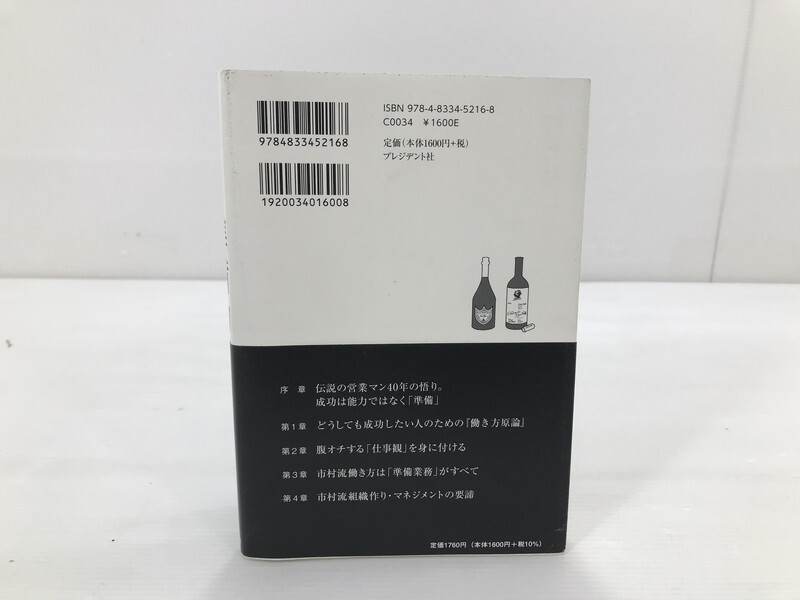 ISBN 978-4-8334-5216-8
C0034 ¥1600E
9784833452168
定価(本体1600円+税)
プレジデント社
1920034016008
序 章 伝説の営業マン40年の悟り。
成功は能力ではなく「準備」
第1章 どうしても成功したい人のための『働き方原論』
第2章 腹オチする「仕事観」を身に付ける
第3章 市村流働き方は「準備業務」がすべて
第4章 市村流組織作り・マネジメントの要諦
定価1760円(本体1600円+税10%)